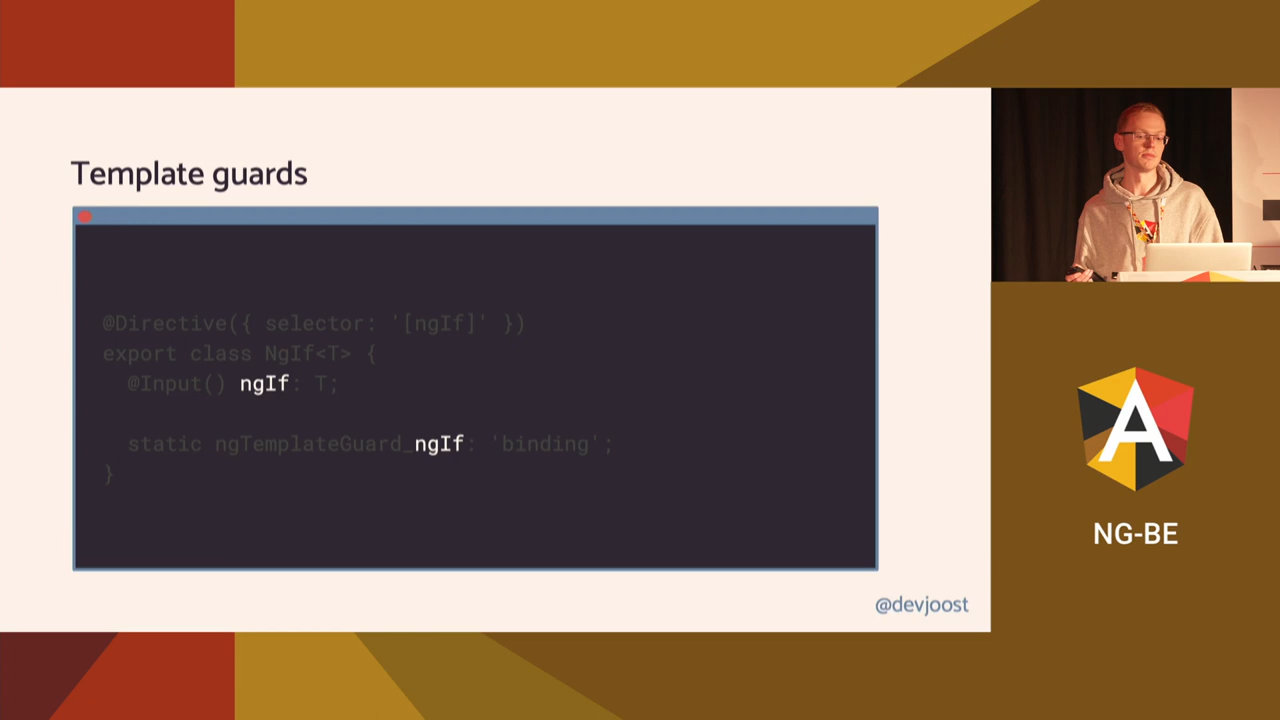 Template guards
@Directive({ selector: '[ngIf]' })
export class NgIf<T> {
@Input() ngIf: T;
static ngTemplateGuard_ngIf: 'binding';
}
@devjoost
A
NG-BE